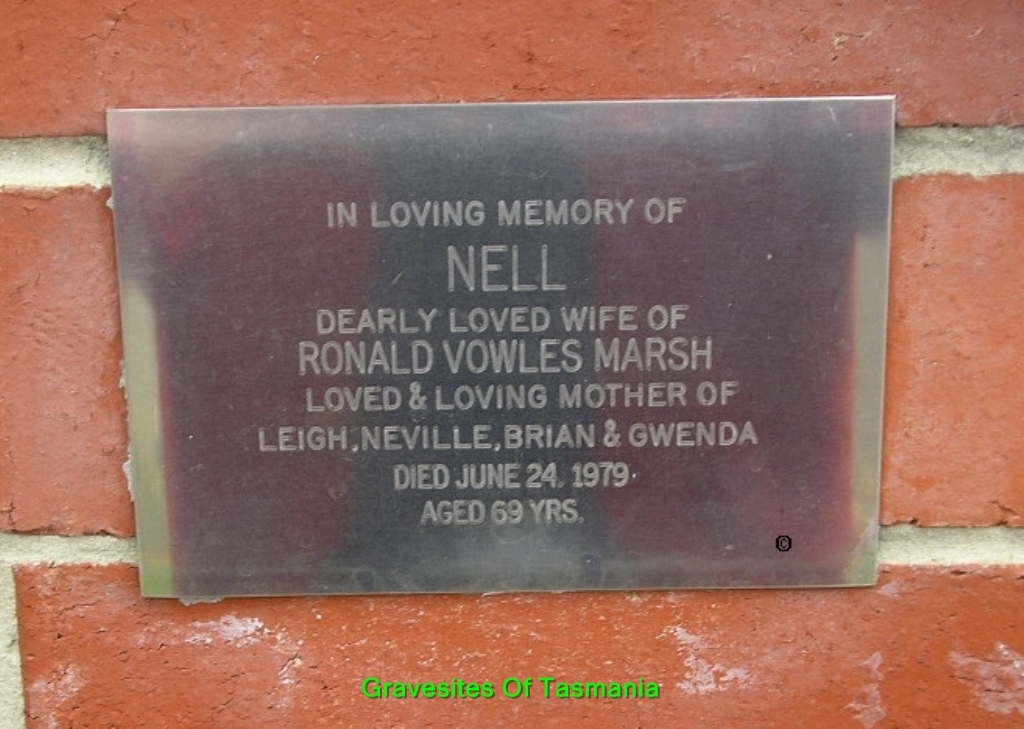 IN LOVING MEMORY OF
NELL
DEARLY LOVED WIFE OF
RONALD VOWLES MARSH
LOVED & LOVING MOTHER OF
LEIGH, NEVILLE, BRIAN & GWENDA
DIED JUNE 24. 1979.
AGED 69 YRS.
©
Gravesites Of Tasmania